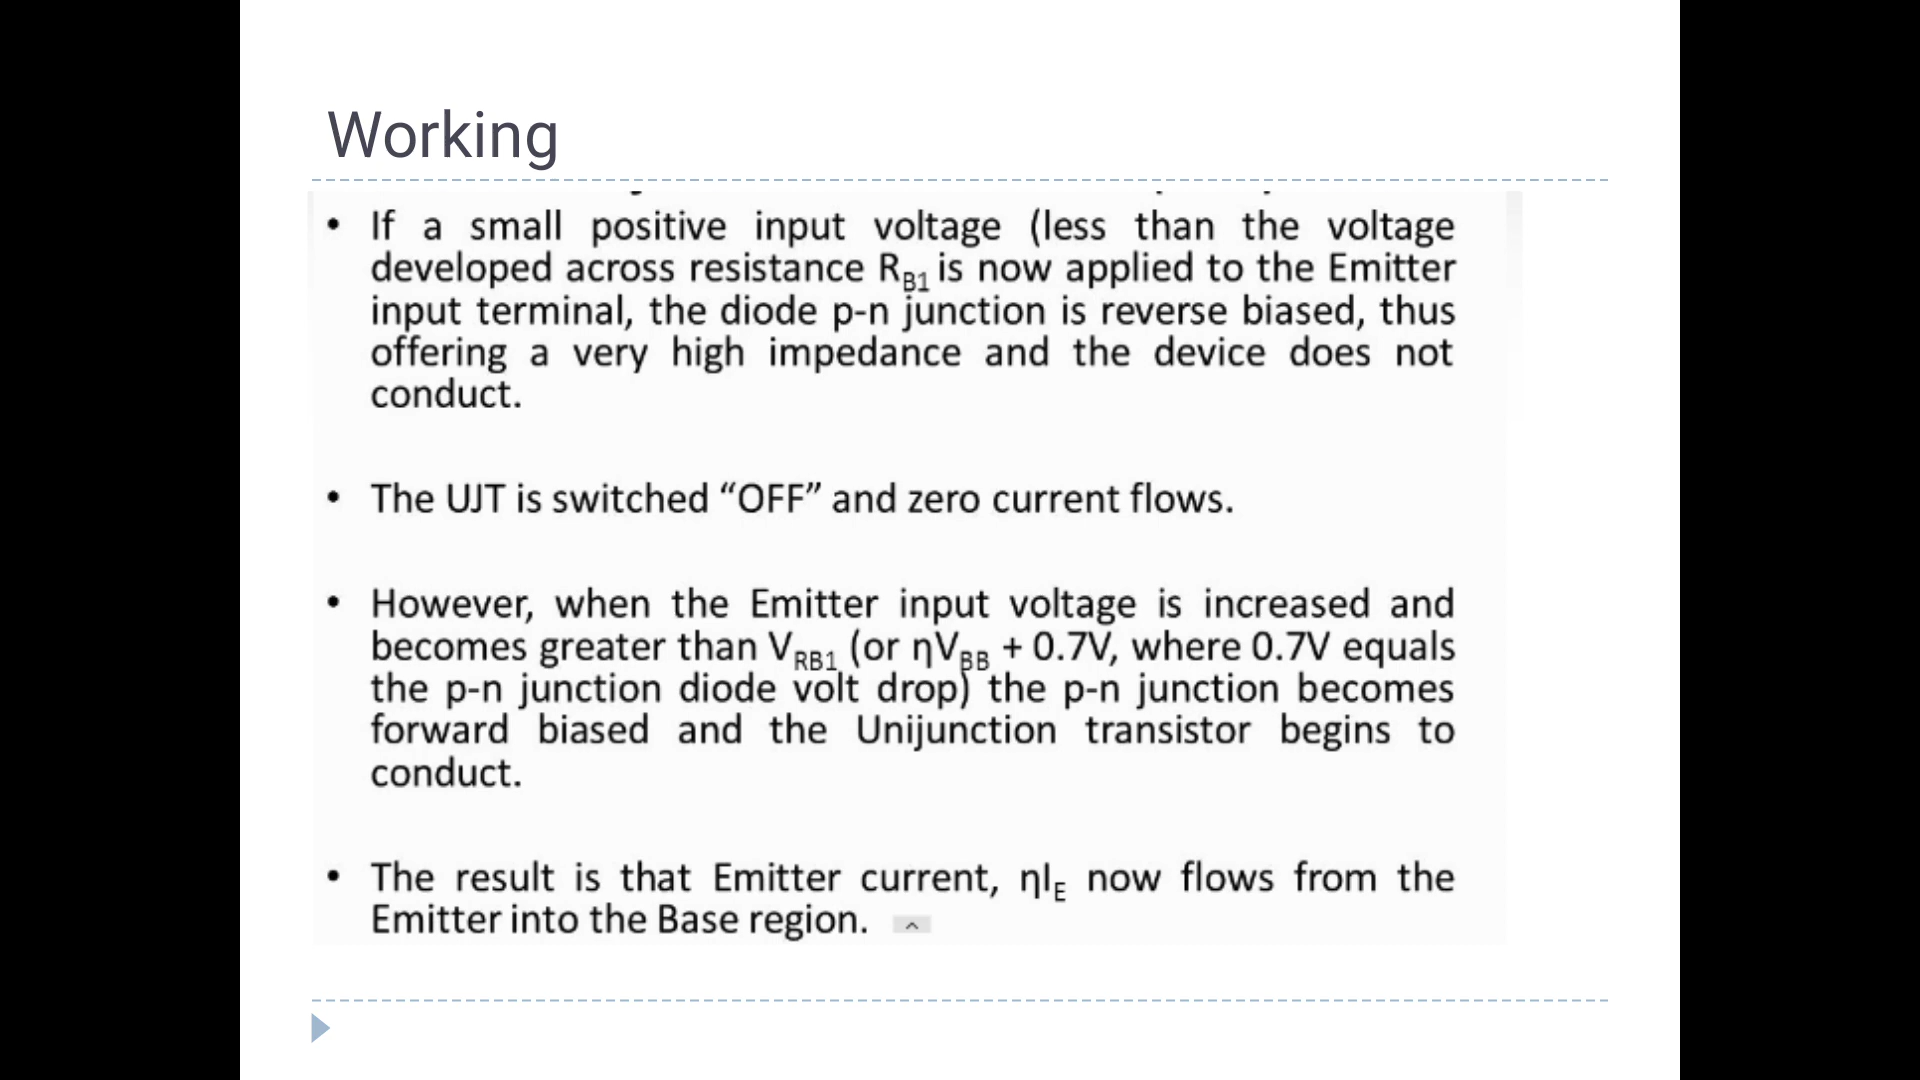 Working
• If a small positive input voltage (less than the voltage
developed across resistance R_B1 is now applied to the Emitter
input terminal, the diode p-n junction is reverse biased, thus
offering a very high impedance and the device does not
conduct.
• The UJT is switched “OFF” and zero current flows.
• However, when the Emitter input voltage is increased and
becomes greater than V_RB1 (or ηV_BB + 0.7V, where 0.7V equals
the p-n junction diode volt drop) the p-n junction becomes
forward biased and the Unijunction transistor begins to
conduct.
• The result is that Emitter current, ηI_E now flows from the
Emitter into the Base region.